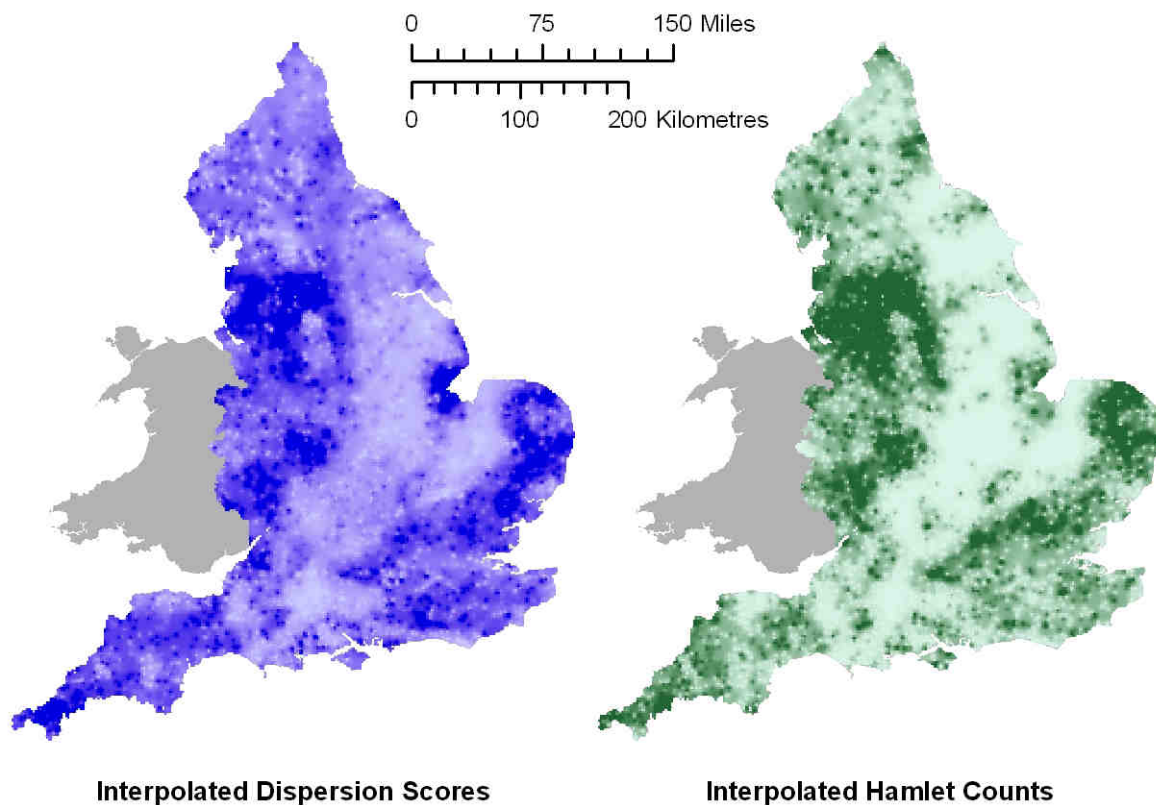 0 75 150 Miles
0 100 200 Kilometres
Interpolated Dispersion Scores
Interpolated Hamlet Counts